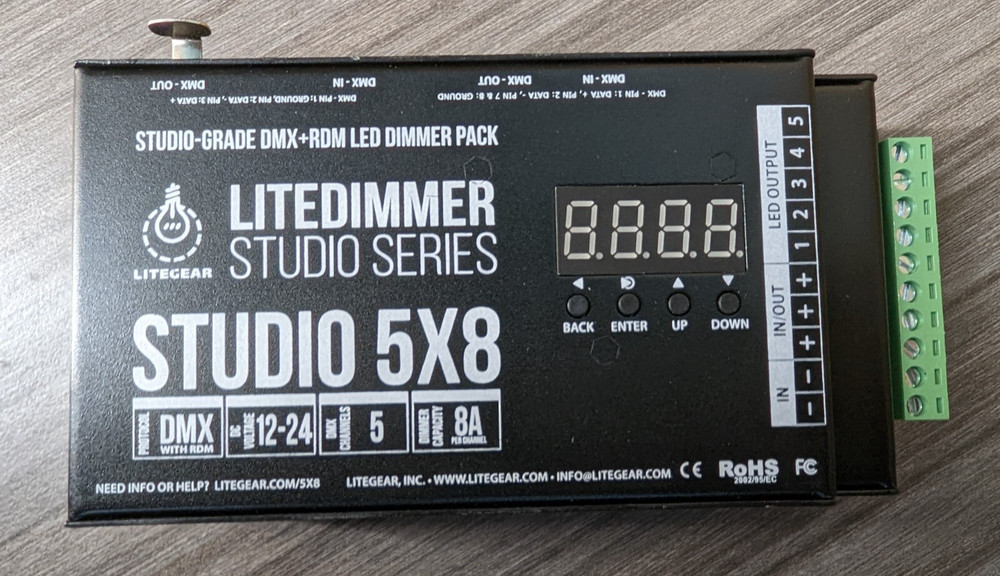 DMX - OUT
DMX - IN
DMX - OUT
DMX - IN
DMX- PIN 1: GROUND, PIN 2: DATA -, PIN 3: DATA +
DMX - PIN 1: DATA +, PIN 2: DATA -, PIN 7 & 8: GROUND
STUDIO-GRADE DMX+RDM LED DIMMER PACK
LITEGEAR
LITEDIMMER
STUDIO SERIES
STUDIO 5X8
PROTOCOL DMX WITH RDM
DC VOLTAGE 12-24
DMX CHANNELS 5
DIMMER CAPACITY 8A PER CHANNEL
8.8.8.8.
BACK
ENTER
UP
DOWN
IN
IN/OUT
LED OUTPUT
- - + + + 1 2 3 4 5
NEED INFO OR HELP? LITEGEAR.COM/5X8
LITEGEAR, INC. • WWW.LITEGEAR.COM • INFO@LITEGEAR.COM
CE
RoHS
2002/95/EC
FC